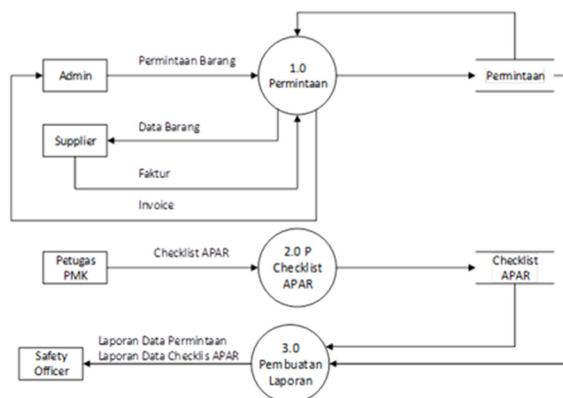 Permintaan Barang
Admin
1.0
Permintaan
Permintaan
Data Barang
Supplier
Faktur
Invoice
Petugas
PMK
Checklist APAR
2.0 P
Checklist
APAR
Checklist
APAR
Laporan Data Permintaan
Laporan Data Checklis APAR
Safety
Officer
3.0
Pembuatan
Laporan